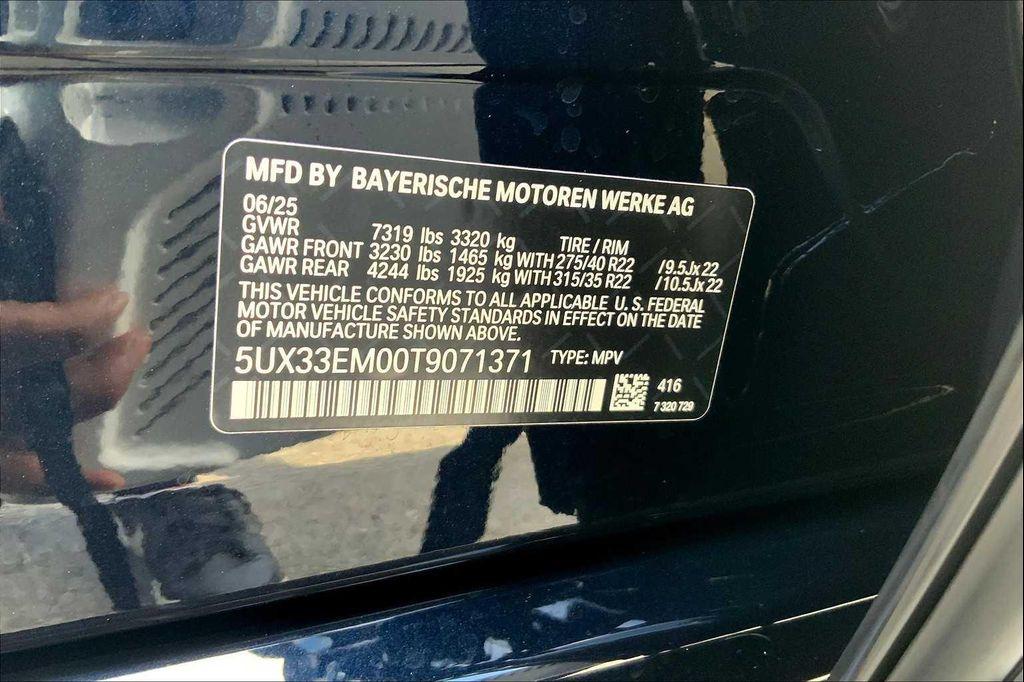 MFD BY BAYERISCHE MOTOREN WERKE AG
06/25
GVWR 7319 lbs 3320 kg TIRE / RIM
GAWR FRONT 3230 lbs 1465 kg WITH 275/40 R22 /9.5Jx22
GAWR REAR 4244 lbs 1925 kg WITH 315/35 R22 /10.5Jx22
THIS VEHICLE CONFORMS TO ALL APPLICABLE U.S. FEDERAL
MOTOR VEHICLE SAFETY STANDARDS IN EFFECT ON THE DATE
OF MANUFACTURE SHOWN ABOVE.
5UX33EM00T9071371 TYPE: MPV
416
7 320 729